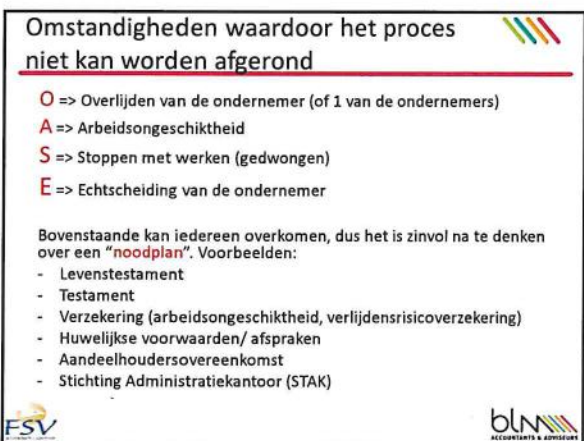 Omstandigheden waardoor het proces
niet kan worden afgerond
O => Overlijden van de ondernemer (of 1 van de ondernemers)
A => Arbeidsongeschiktheid
S => Stoppen met werken (gedwongen)
E => Echtscheiding van de ondernemer
Bovenstaande kan iedereen overkomen, dus het is zinvol na te denken
over een “noodplan”. Voorbeelden:
- Levenstestament
- Testament
- Verzekering (arbeidsongeschiktheid, verlijdensrisicoverzekering)
- Huwelijkse voorwaarden/ afspraken
- Aandeelhoudersovereenkomst
- Stichting Administratiekantoor (STAK)
FSV
blm
ACCOUNTANTS & ADVISEURS